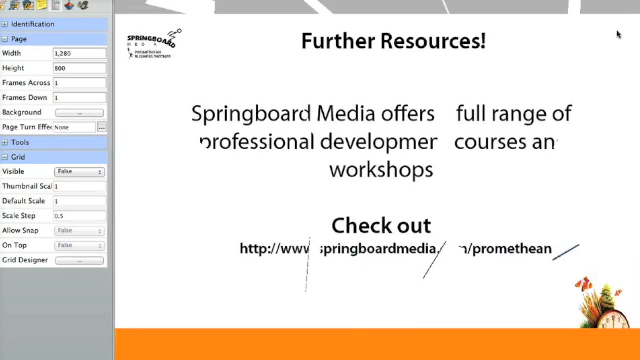 Identification
Page
Width 1,280
Height 800
Frames Across 1
Frames Down 1
Background ...
Page Turn Effec None ...
Tools
Grid
Visible False
Thumbnail Scal 1
Default Scale 1
Scale Step 0.5
Allow Snap False
On Top False
Grid Designer ...
SPRINGBOARD
MEDIA
Further Resources!
Springboard Media offers full range of
professional developmen courses an
workshops
Check out
http://www springboardmedia. m/promethean
12